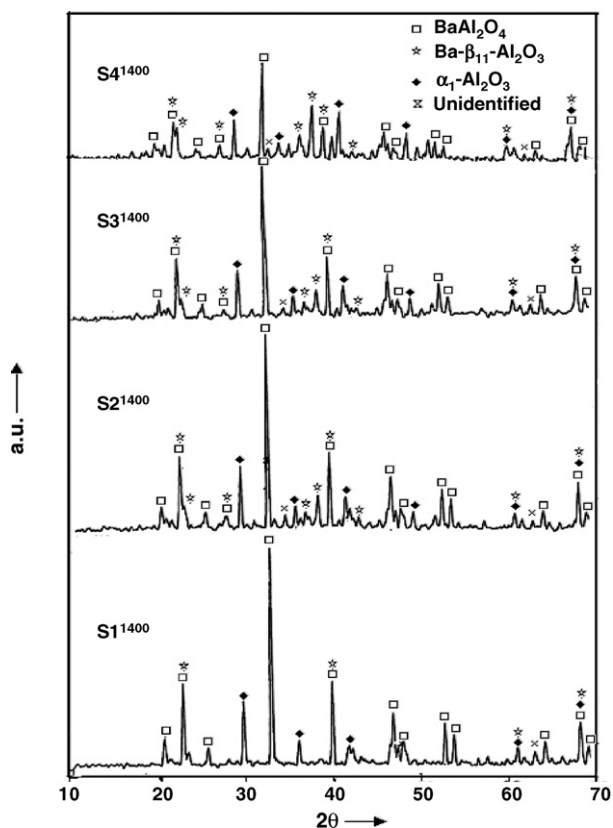 BaAl₂O₄
Ba-β₁₁-Al₂O₃
α₁-Al₂O₃
Unidentified
S4¹⁴⁰⁰
S3¹⁴⁰⁰
S2¹⁴⁰⁰
S1¹⁴⁰⁰
a.u.
10 20 30 40 50 60 70
2θ